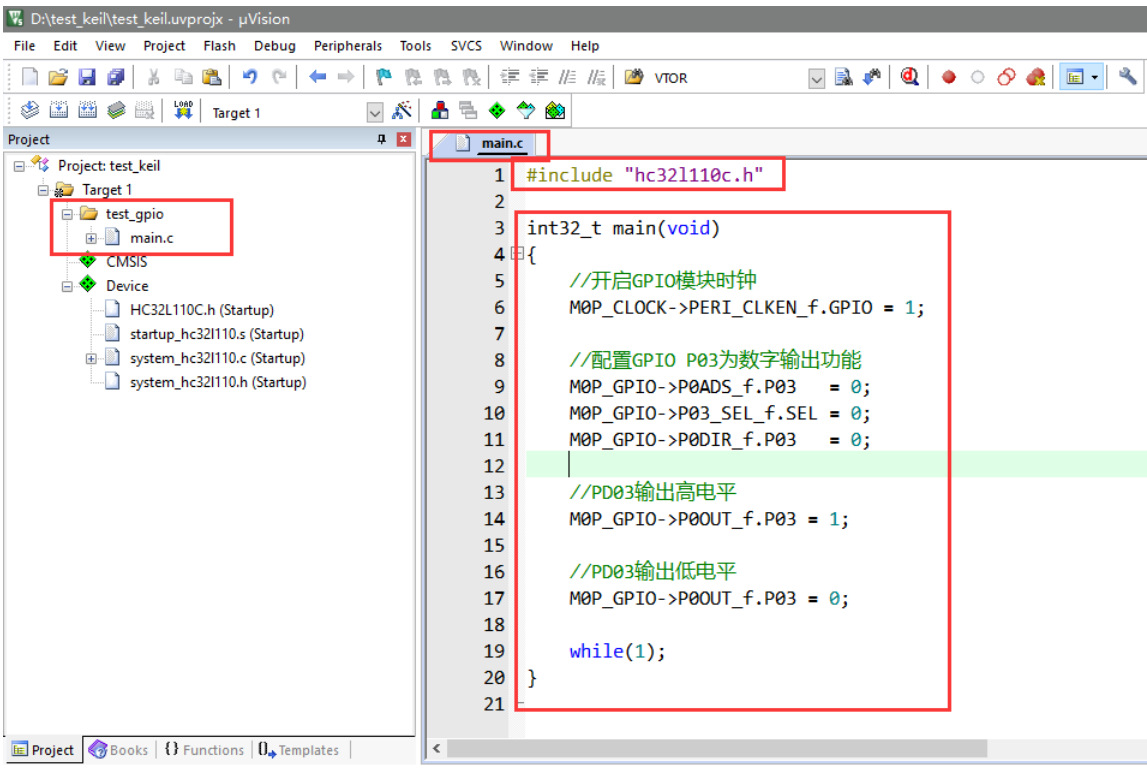 D:\test_keil\test_keil.uvprojx - µVision
File Edit View Project Flash Debug Peripherals Tools SVCS Window Help
VTOR
LOAD Target 1
Project
main.c
Project: test_keil
Target 1
test_gpio
main.c
CMSIS
Device
HC32L110C.h (Startup)
startup_hc32l110.s (Startup)
system_hc32l110.c (Startup)
system_hc32l110.h (Startup)
1 #include "hc32l110c.h"
2
3 int32_t main(void)
4 {
5 //开启GPIO模块时钟
6 M0P_CLOCK->PERI_CLKEN_f.GPIO = 1;
7
8 //配置GPIO P03为数字输出功能
9 M0P_GPIO->P0ADS_f.P03 = 0;
10 M0P_GPIO->P03_SEL_f.SEL = 0;
11 M0P_GPIO->P0DIR_f.P03 = 0;
12
13 //PD03输出高电平
14 M0P_GPIO->P0OUT_f.P03 = 1;
15
16 //PD03输出低电平
17 M0P_GPIO->P0OUT_f.P03 = 0;
18
19 while(1);
20 }
21
Project Books {} Functions 0 Templates